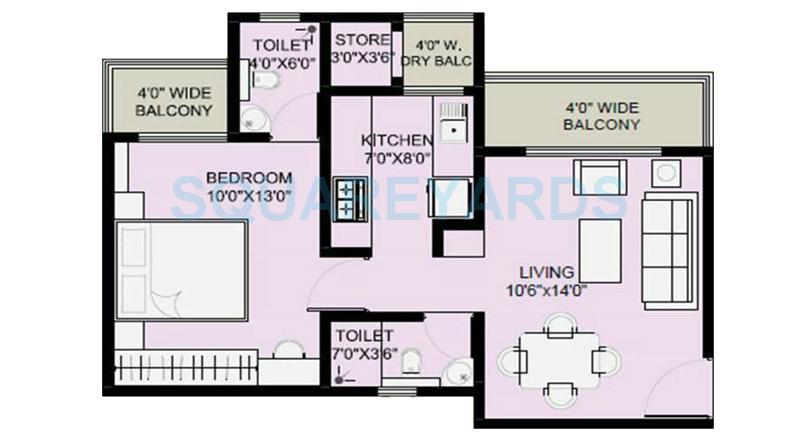 TOILET
4'0"X6'0"
STORE
3'0"X3'6"
4'0" W.
DRY BALC
4'0" WIDE
BALCONY
4'0" WIDE
BALCONY
KITCHEN
7'0"X8'0"
BEDROOM
10'0"X13'0"
SQUAREYARDS
LIVING
10'6"x14'0"
TOILET
7'0"X3'6"